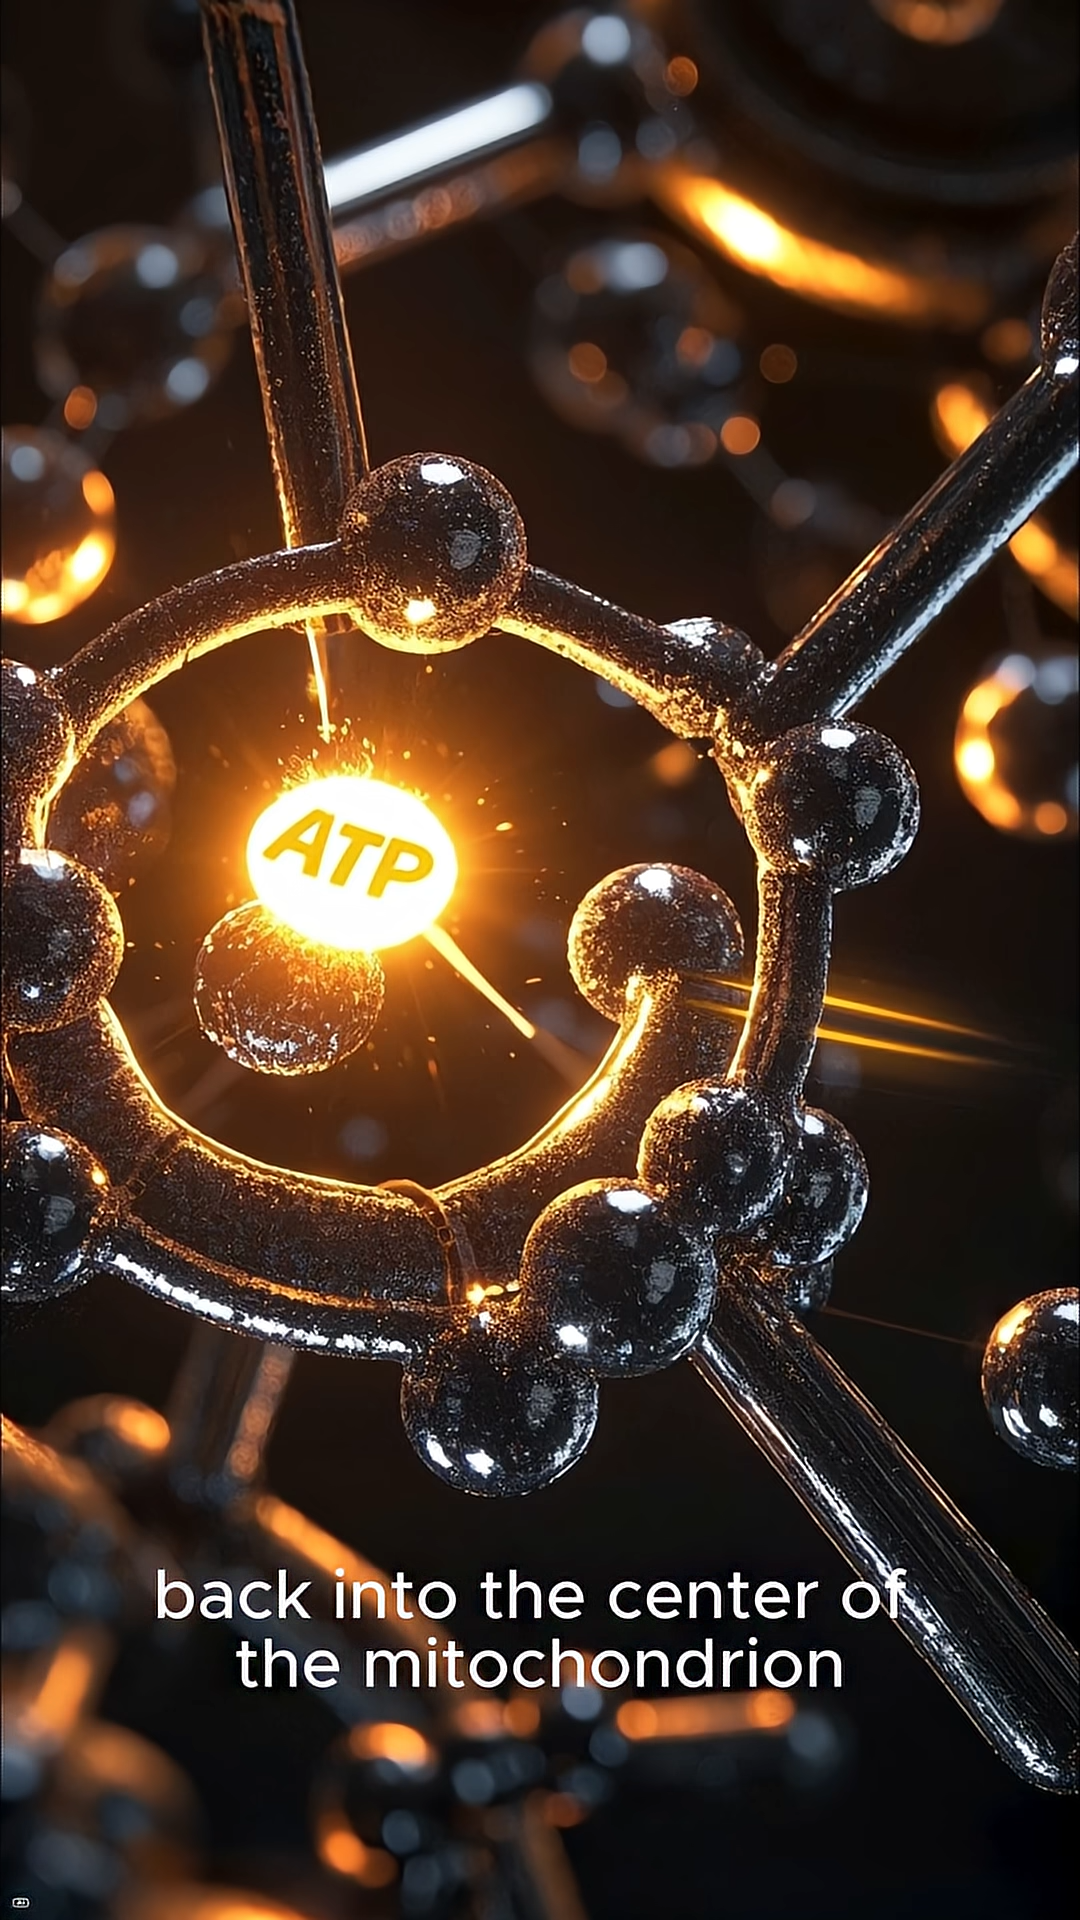 ATP
back into the center of
the mitochondrion